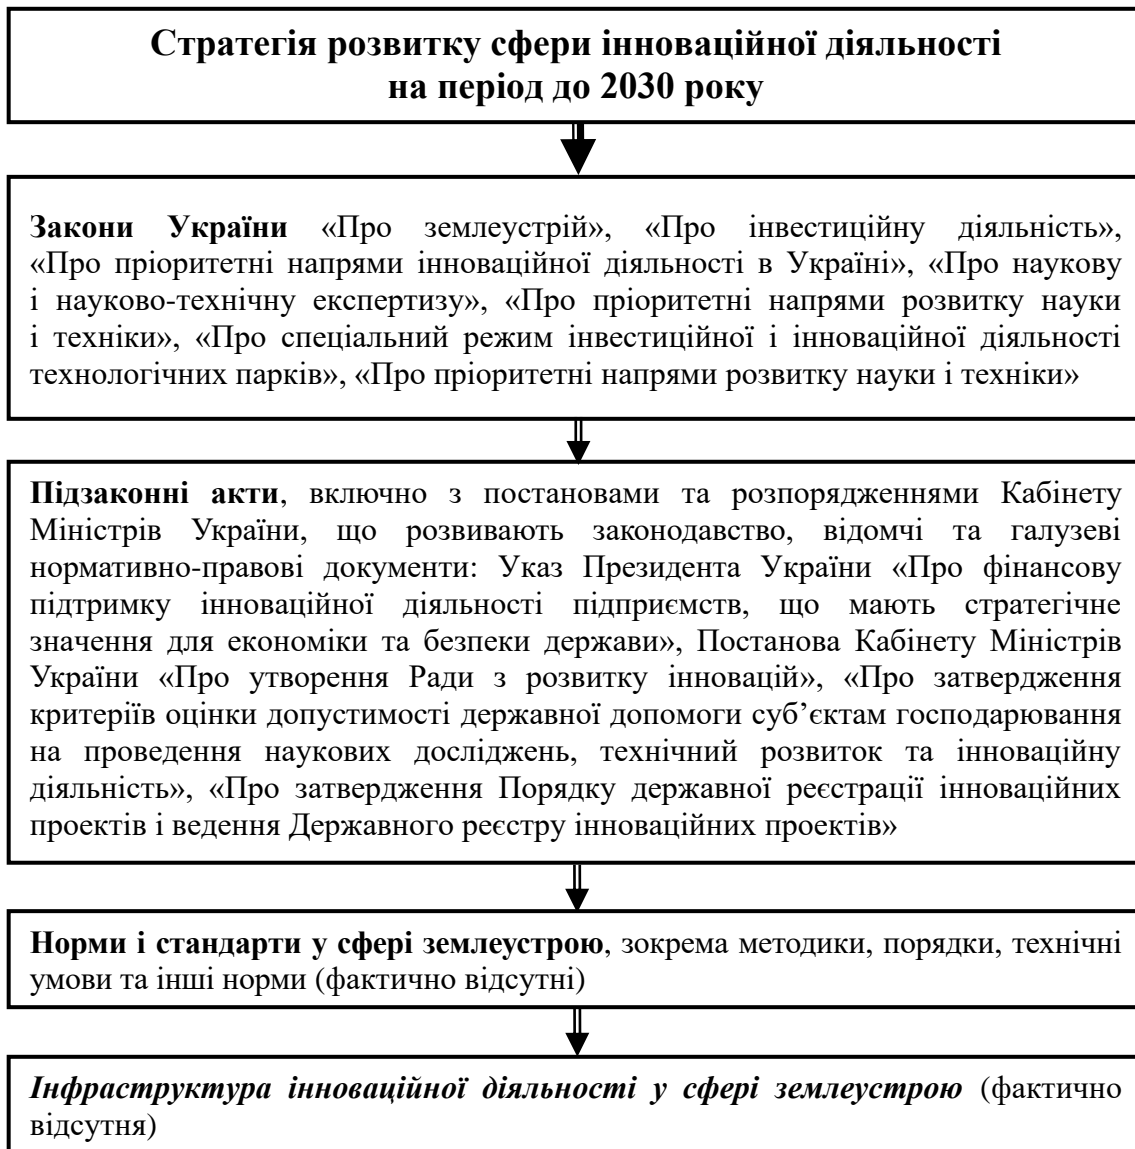 Стратегія розвитку сфери інноваційної діяльності
на період до 2030 року
Закони України «Про землеустрій», «Про інвестиційну діяльність»,
«Про пріоритетні напрями інноваційної діяльності в Україні», «Про наукову
і науково-технічну експертизу», «Про пріоритетні напрями розвитку науки
і техніки», «Про спеціальний режим інвестиційної і інноваційної діяльності
технологічних парків», «Про пріоритетні напрями розвитку науки і техніки»
Підзаконні акти, включно з постановами та розпорядженнями Кабінету
Міністрів України, що розвивають законодавство, відомчі та галузеві
нормативно-правові документи: Указ Президента України «Про фінансову
підтримку інноваційної діяльності підприємств, що мають стратегічне
значення для економіки та безпеки держави», Постанова Кабінету Міністрів
України «Про утворення Ради з розвитку інновацій», «Про затвердження
критеріїв оцінки допустимості державної допомоги суб’єктам господарювання
на проведення наукових досліджень, технічний розвиток та інноваційну
діяльність», «Про затвердження Порядку державної реєстрації інноваційних
проектів і ведення Державного реєстру інноваційних проектів»
Норми і стандарти у сфері землеустрою, зокрема методики, порядки, технічні
умови та інші норми (фактично відсутні)
Інфраструктура інноваційної діяльності у сфері землеустрою (фактично
відсутня)